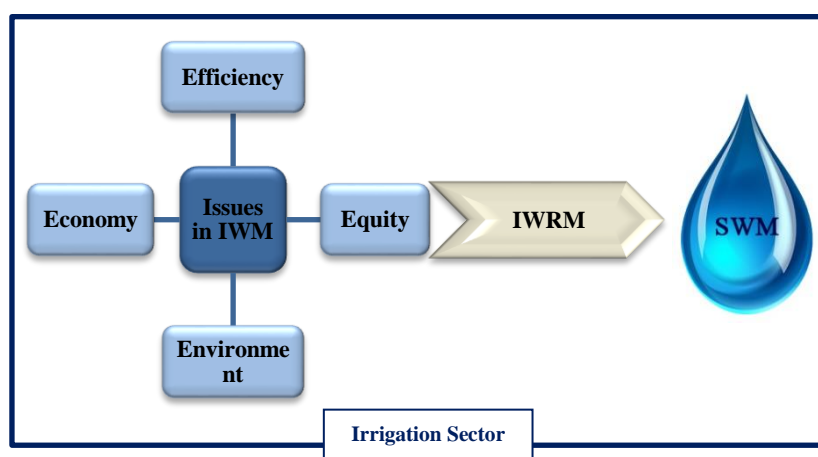 Efficiency
Economy
Issues
in IWM
Equity
IWRM
SWM
Environme
nt
Irrigation Sector